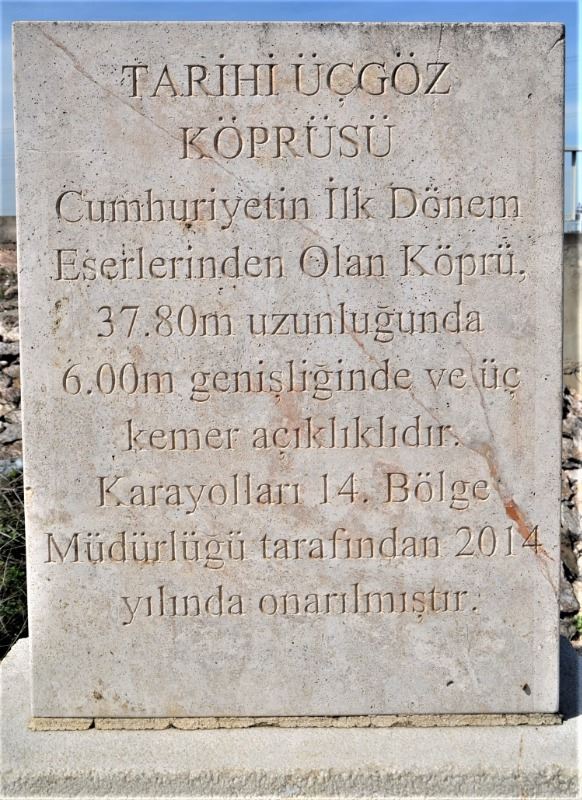 TARİHİ ÜÇGÖZ
KÖPRÜSÜ
Cumhuriyetin İlk Dönem
Eserlerinden Olan Köprü,
37.80m uzunluğunda
6.00m genişliğinde ve üç
kemer açıklıklıdır.
Karayolları 14. Bölge
Müdürlüğü tarafından 2014
yılında onarılmıştır.